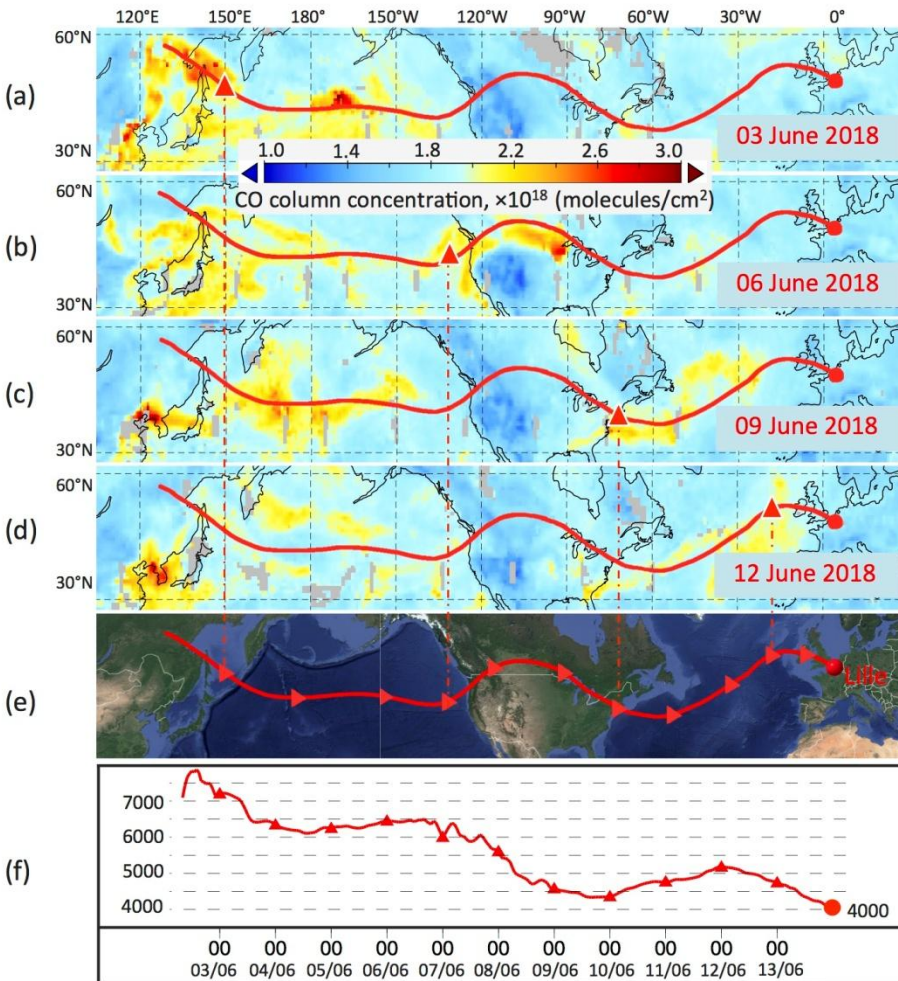 120°E 150°E 180° 150°W 120°W 90°W 60°W 30°W 0°
60°N
(a)
03 June 2018
30°N
1.0 1.4 1.8 2.2 2.6 3.0
CO column concentration, ×10¹⁸ (molecules/cm²)
60°N
(b)
06 June 2018
30°N
60°N
(c)
09 June 2018
30°N
60°N
(d)
12 June 2018
30°N
(e)
Lille
(f)
7000
6000
5000
4000
4000
00 00 00 00 00 00 00 00 00 00 00
03/06 04/06 05/06 06/06 07/06 08/06 09/06 10/06 11/06 12/06 13/06